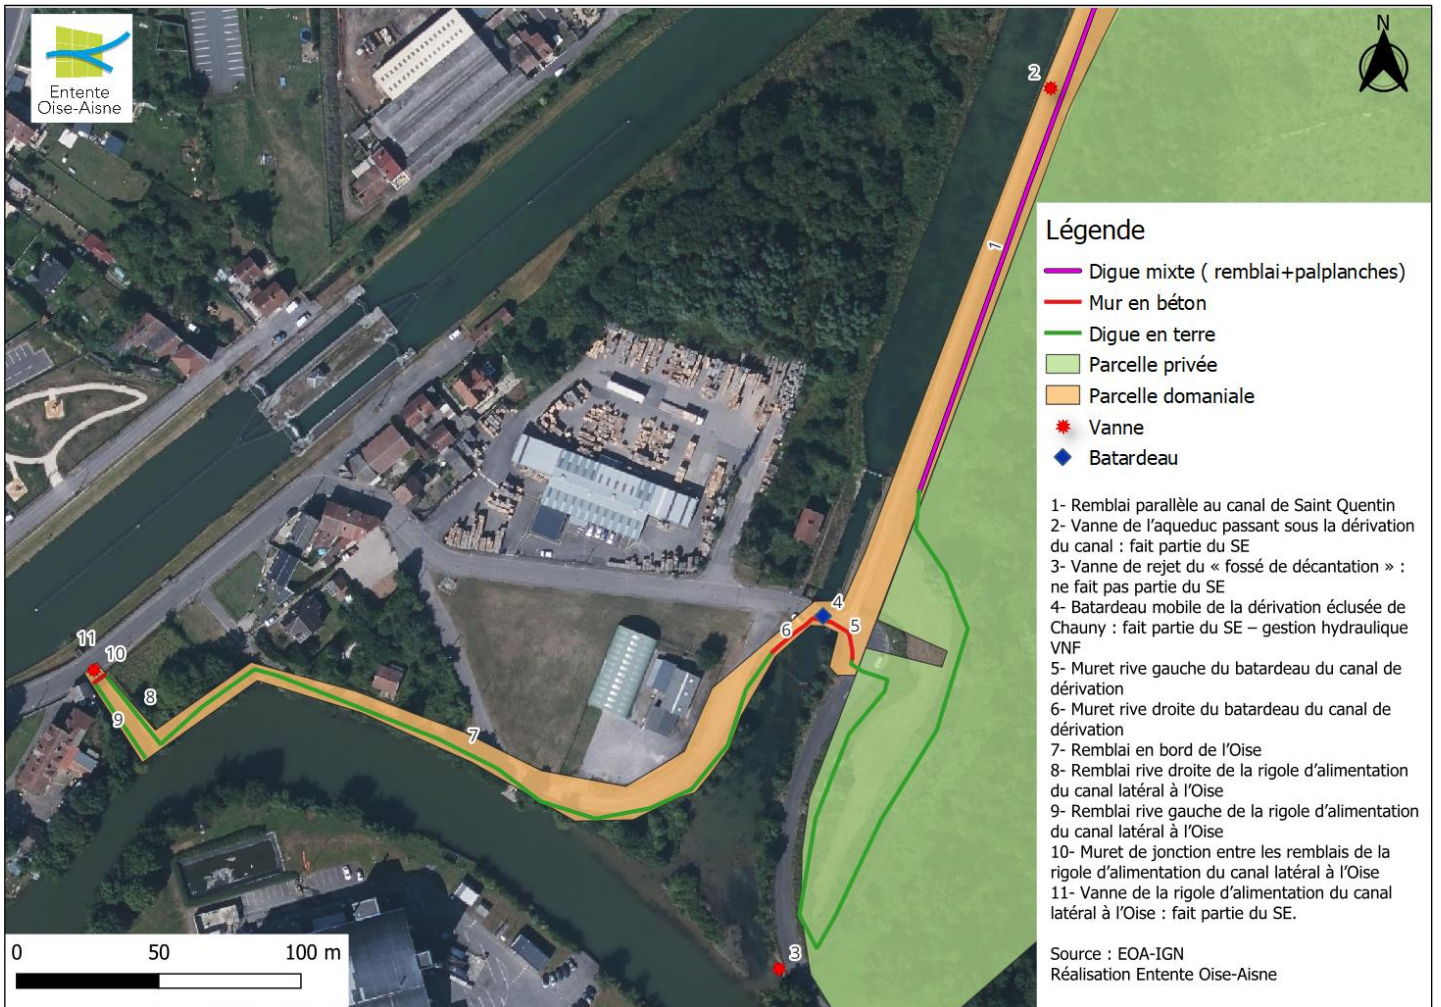 Entente
Oise-Aisne
N
2
1
4
5
6
11
10
8
9
7
3
0 50 100 m
Légende
Digue mixte ( remblai+palplanches)
Mur en béton
Digue en terre
Parcelle privée
Parcelle domaniale
Vanne
Batardeau
1- Remblai parallèle au canal de Saint Quentin
2- Vanne de l’aqueduc passant sous la dérivation
du canal : fait partie du SE
3- Vanne de rejet du « fossé de décantation » :
ne fait pas partie du SE
4- Batardeau mobile de la dérivation éclusée de
Chauny : fait partie du SE – gestion hydraulique
VNF
5- Muret rive gauche du batardeau du canal de
dérivation
6- Muret rive droite du batardeau du canal de
dérivation
7- Remblai en bord de l’Oise
8- Remblai rive droite de la rigole d’alimentation
du canal latéral à l’Oise
9- Remblai rive gauche de la rigole d’alimentation
du canal latéral à l’Oise
10- Muret de jonction entre les remblais de la
rigole d’alimentation du canal latéral à l’Oise
11- Vanne de la rigole d’alimentation du canal
latéral à l’Oise : fait partie du SE.
Source : EOA-IGN
Réalisation Entente Oise-Aisne